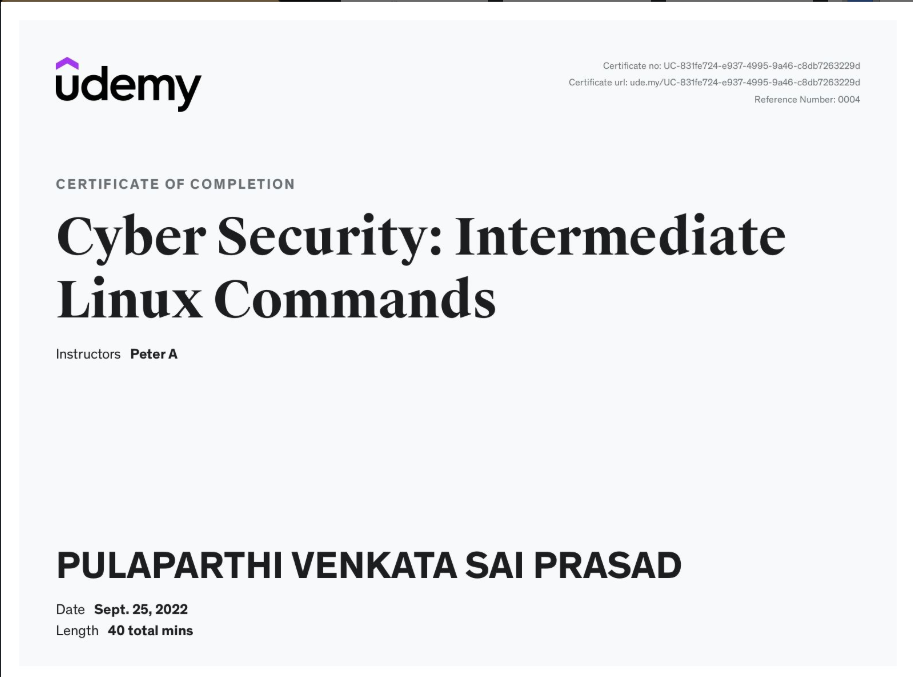 udemy
Certificate no: UC-831fe724-e937-4995-9a46-c8db7263229d
Certificate url: ude.my/UC-831fe724-e937-4995-9a46-c8db7263229d
Reference Number: 0004
CERTIFICATE OF COMPLETION
Cyber Security: Intermediate
Linux Commands
Instructors Peter A
PULAPARTHI VENKATA SAI PRASAD
Date Sept. 25, 2022
Length 40 total mins